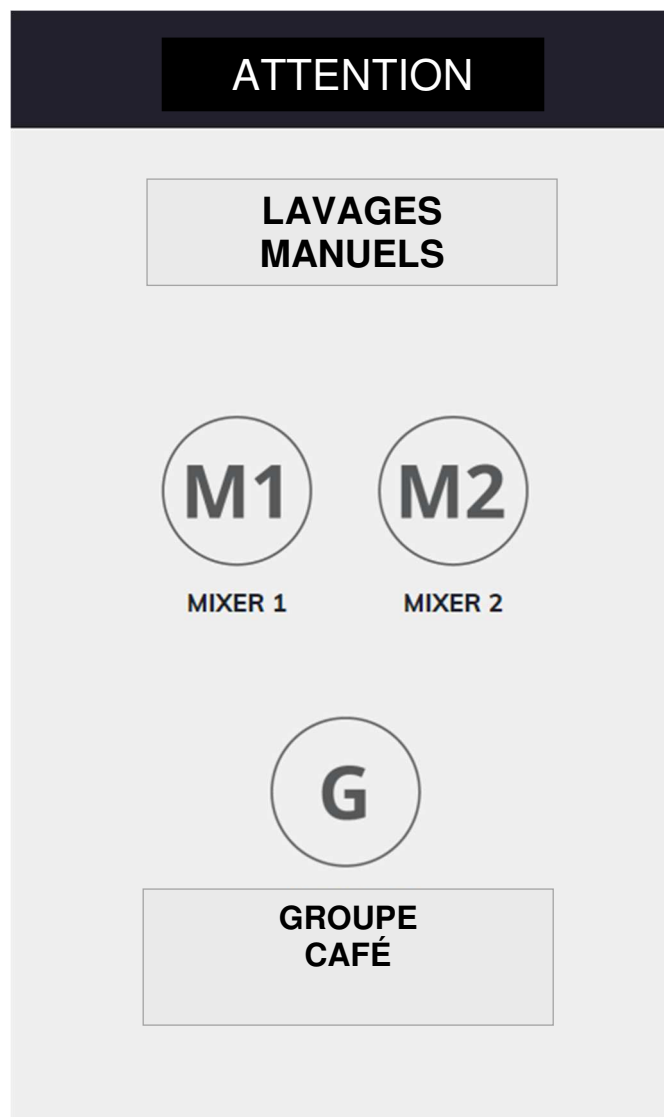 ATTENTION
LAVAGES
MANUELS
M1 M2
MIXER 1 MIXER 2
G
GROUPE
CAFÉ